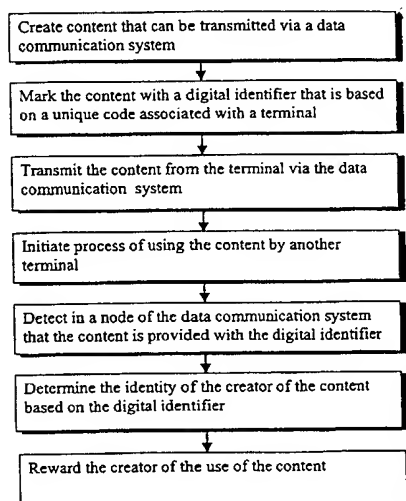 Create content that can be transmitted via a data
communication system
Mark the content with a digital identifier that is based
on a unique code associated with a terminal
Transmit the content from the terminal via the data
communication system
Initiate process of using the content by another
terminal
Detect in a node of the data communication system
that the content is provided with the digital identifier
Determine the identity of the creator of the content
based on the digital identifier
Reward the creator of the use of the content